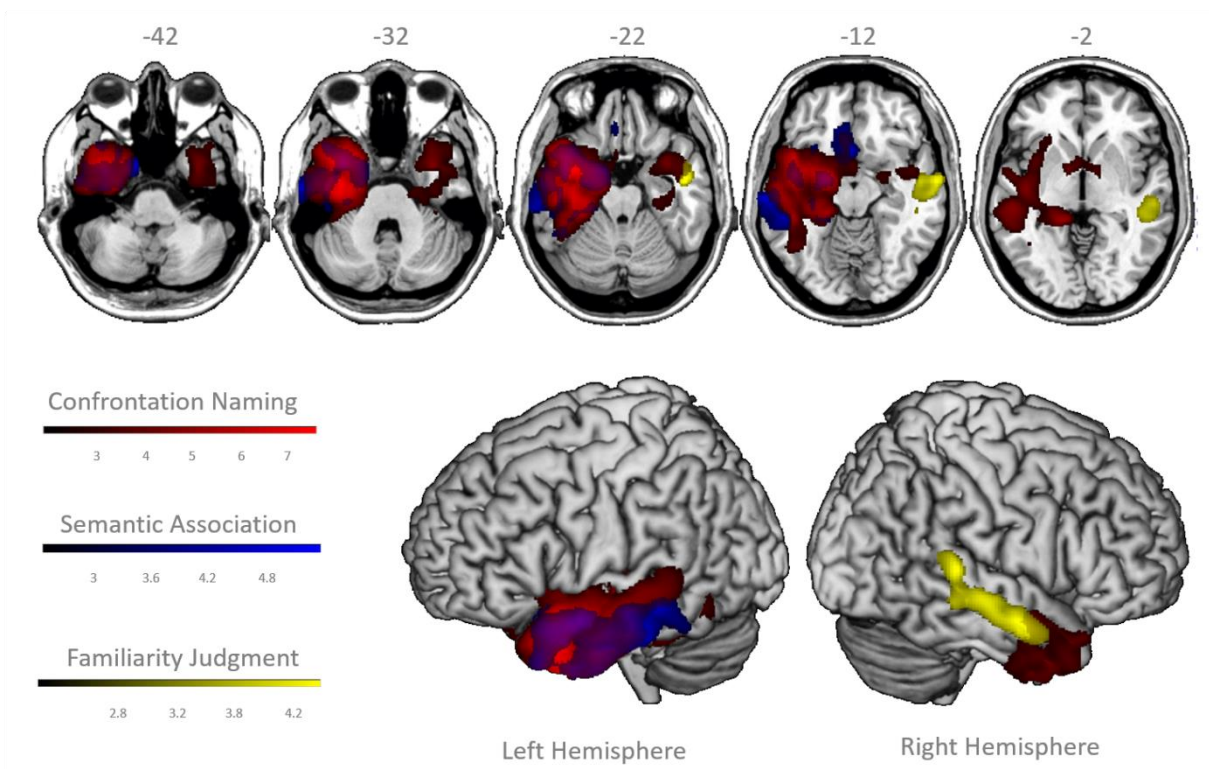 -42 -32 -22 -12 -2
Confrontation Naming
3 4 5 6 7
Semantic Association
3 3.6 4.2 4.8
Familiarity Judgment
2.8 3.2 3.8 4.2
Left Hemisphere
Right Hemisphere